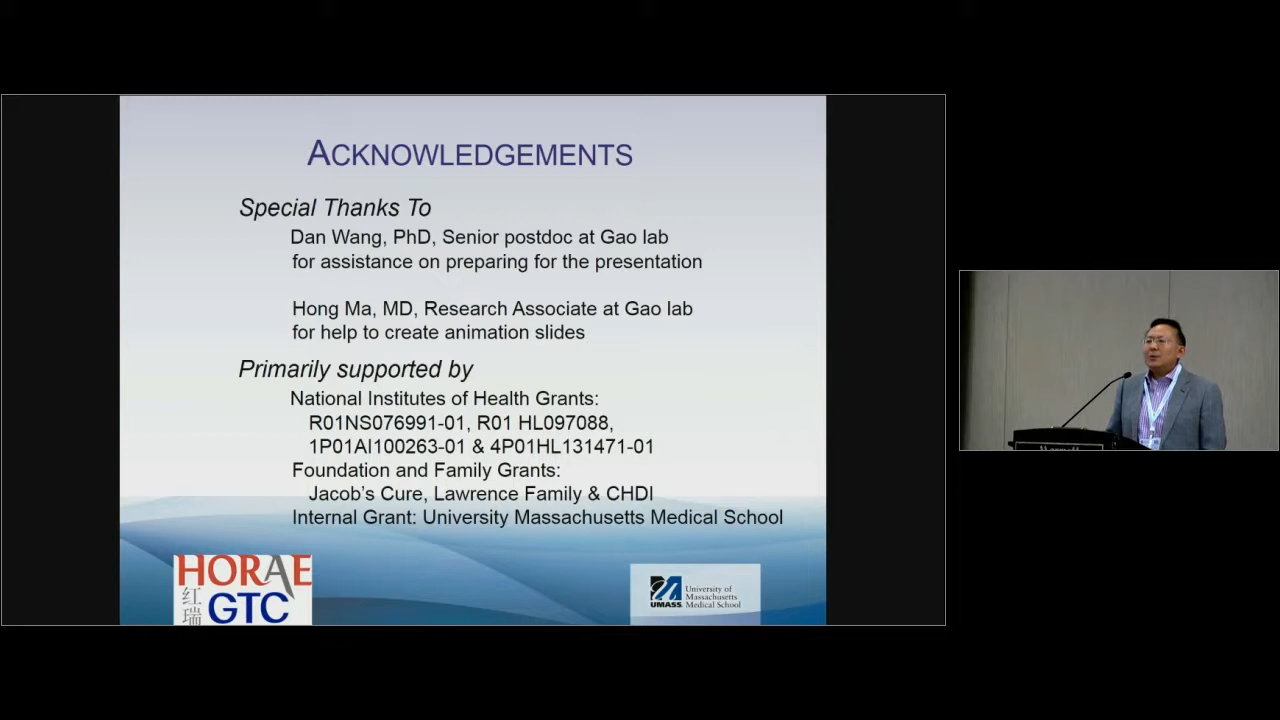 ACKNOWLEDGEMENTS
Special Thanks To
Dan Wang, PhD, Senior postdoc at Gao lab
for assistance on preparing for the presentation
Hong Ma, MD, Research Associate at Gao lab
for help to create animation slides
Primarily supported by
National Institutes of Health Grants:
R01NS076991-01, R01 HL097088,
1P01AI100263-01 & 4P01HL131471-01
Foundation and Family Grants:
Jacob's Cure, Lawrence Family & CHDI
Internal Grant: University Massachusetts Medical School
HORAE
红瑞
GTC
UMASS
University of
Massachusetts
Medical School